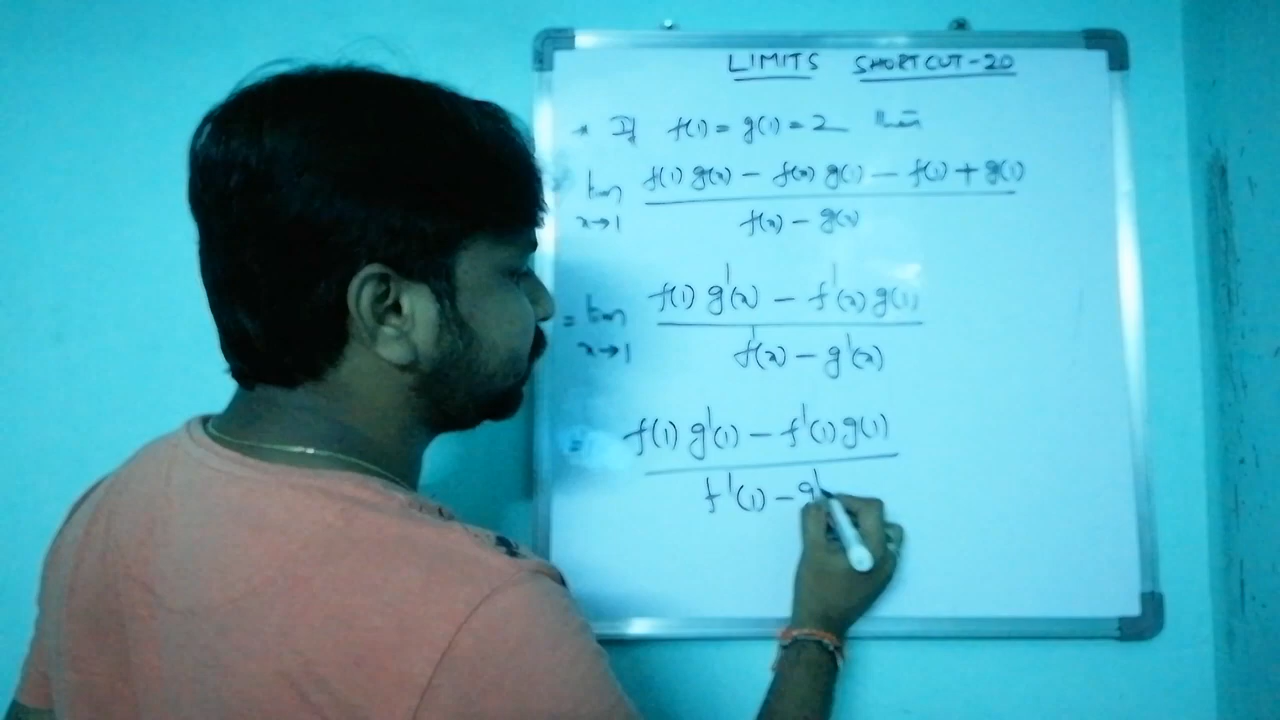 LIMITS SHORTCUT-20
* If f(1) = g(1) = 2 then
lim f(1) g(x) - f(x) g(1) - f(1) + g(1)
x→1 f(x) - g(x)
= lim f(1) g'(x) - f'(x) g(1)
x→1 f'(x) - g'(x)
= f(1) g'(1) - f'(1) g(1)
f'(1) - g'